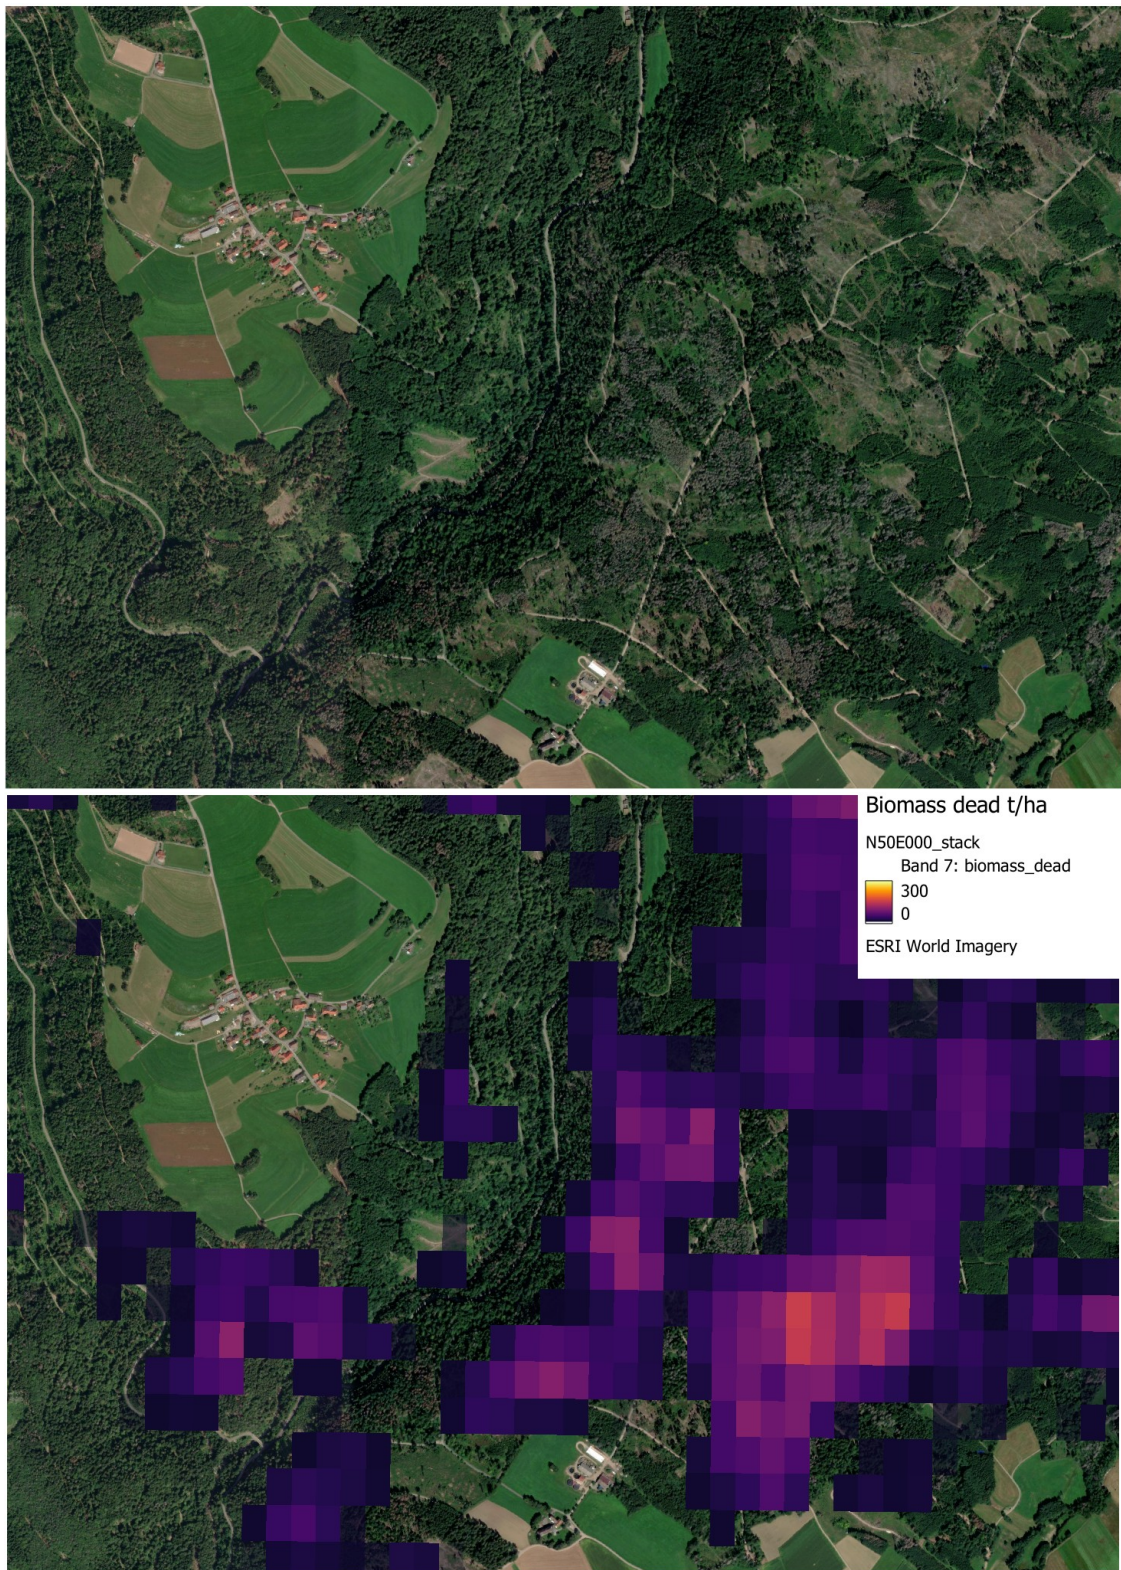 Biomass dead t/ha
N50E000_stack
Band 7: biomass_dead
300
0
ESRI World Imagery